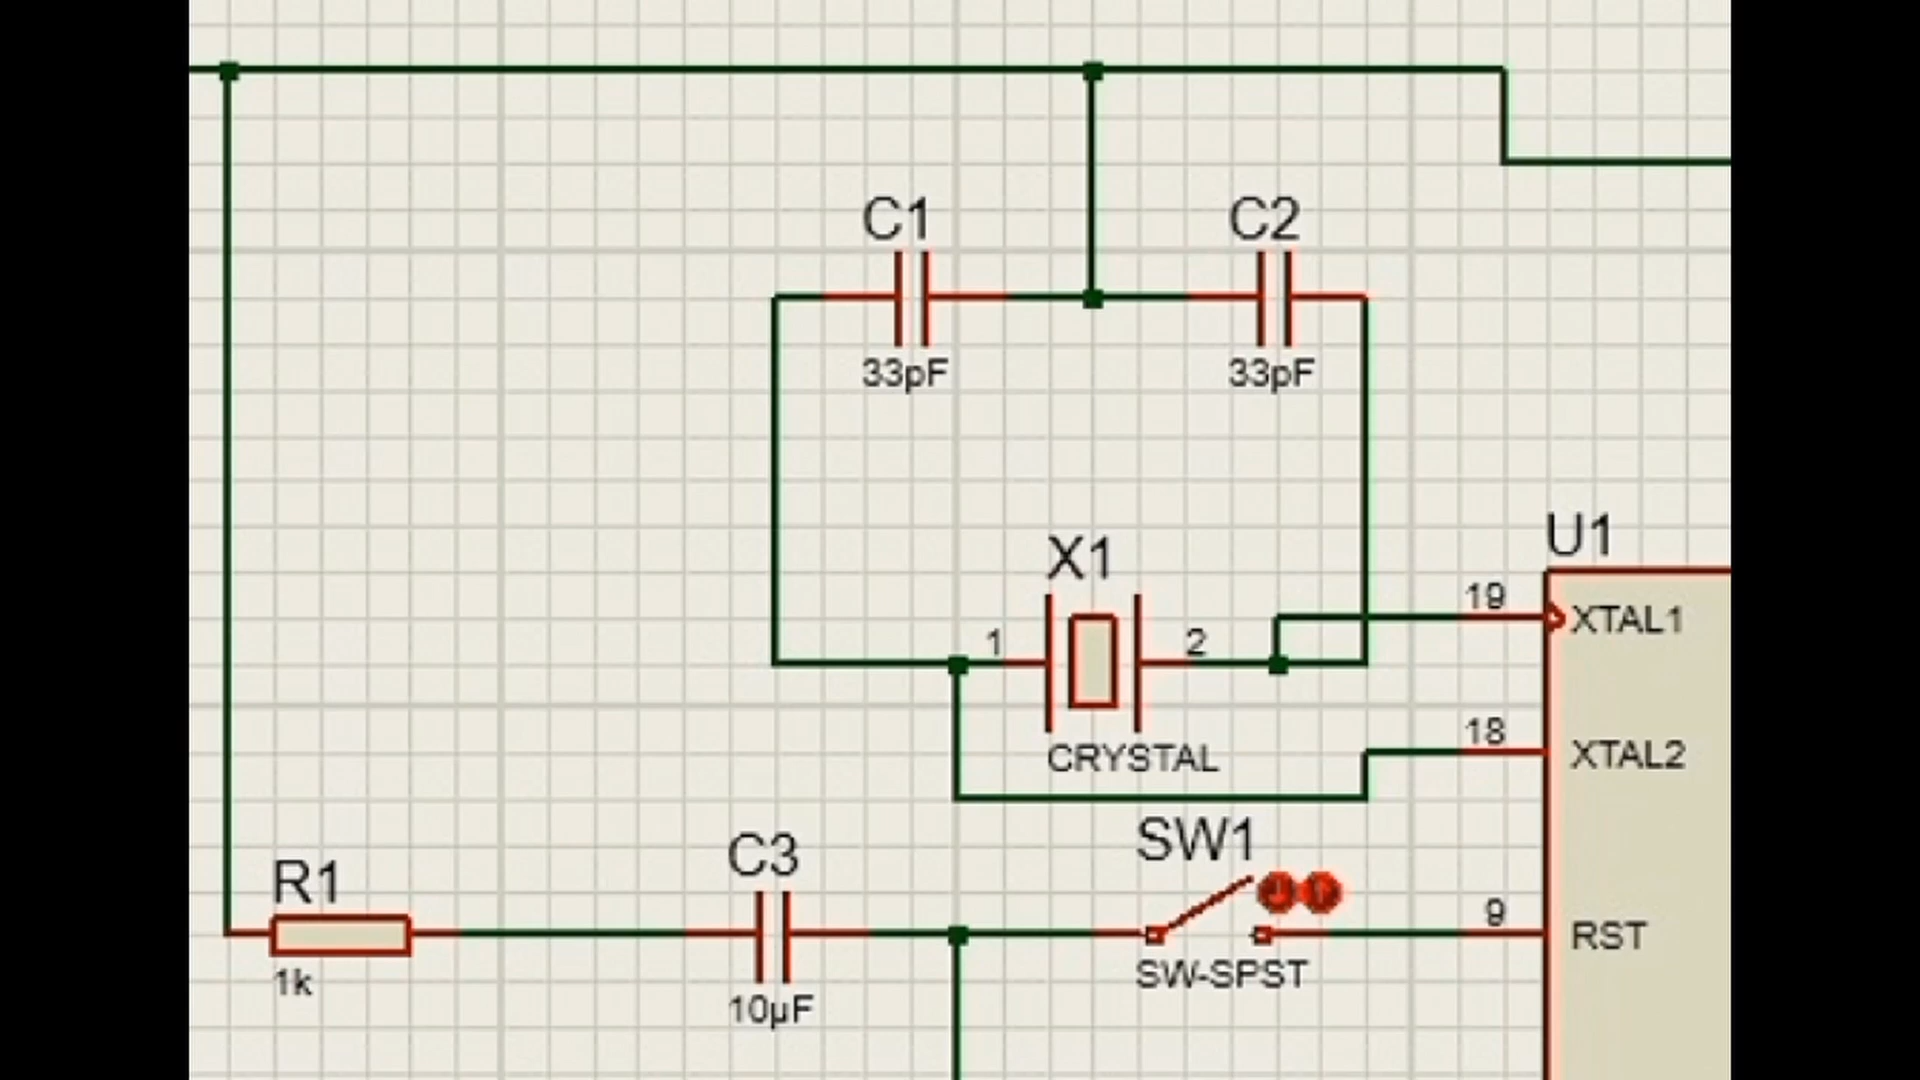 C1
C2
33pF
33pF
U1
X1
19
XTAL1
1
2
18
XTAL2
CRYSTAL
SW1
C3
R1
9
RST
SW-SPST
1k
10µF